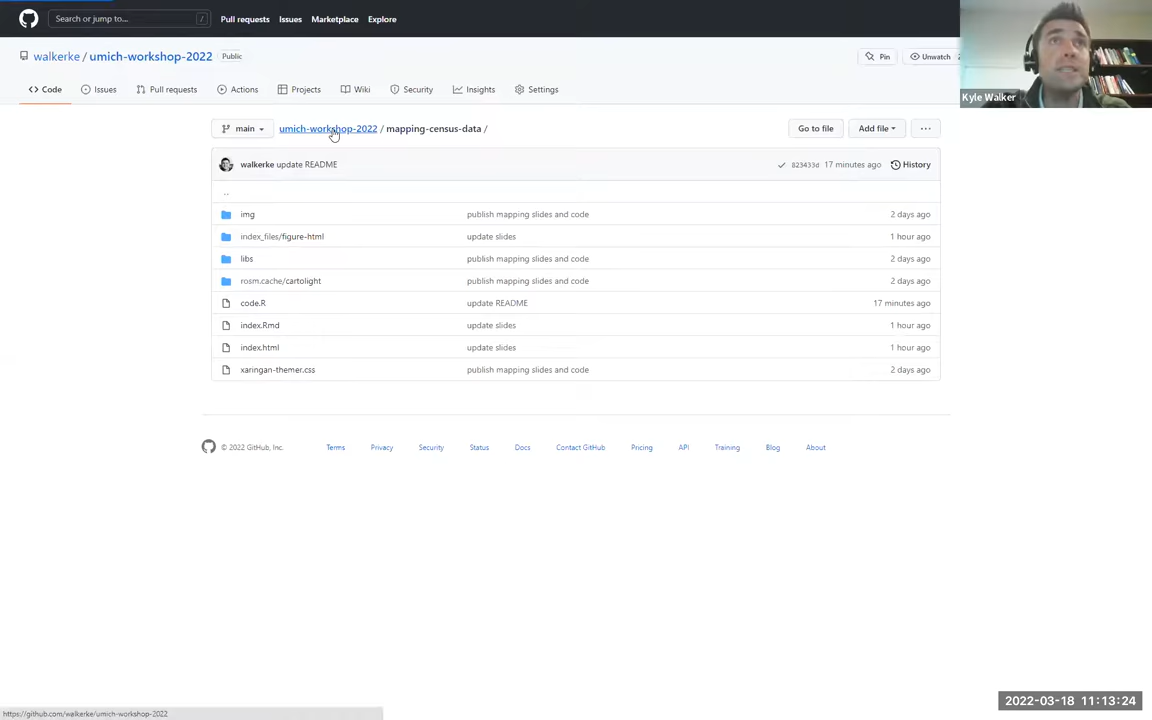 Search or jump to... / Pull requests Issues Marketplace Explore
walkerke / umich-workshop-2022 Public Pin Unwatch
Code Issues Pull requests Actions Projects Wiki Security Insights Settings
Kyle Walker
main umich-workshop-2022 / mapping-census-data / Go to file Add file ...
walkerke update README 823433d 17 minutes ago History
..
img publish mapping slides and code 2 days ago
index_files/figure-html update slides 1 hour ago
libs publish mapping slides and code 2 days ago
rosm.cache/cartolight publish mapping slides and code 2 days ago
code.R update README 17 minutes ago
index.Rmd update slides 1 hour ago
index.html update slides 1 hour ago
xaringan-themer.css publish mapping slides and code 2 days ago
© 2022 GitHub, Inc. Terms Privacy Security Status Docs Contact GitHub Pricing API Training Blog About
https://github.com/walkerke/umich-workshop-2022
2022-03-18 11:13:24